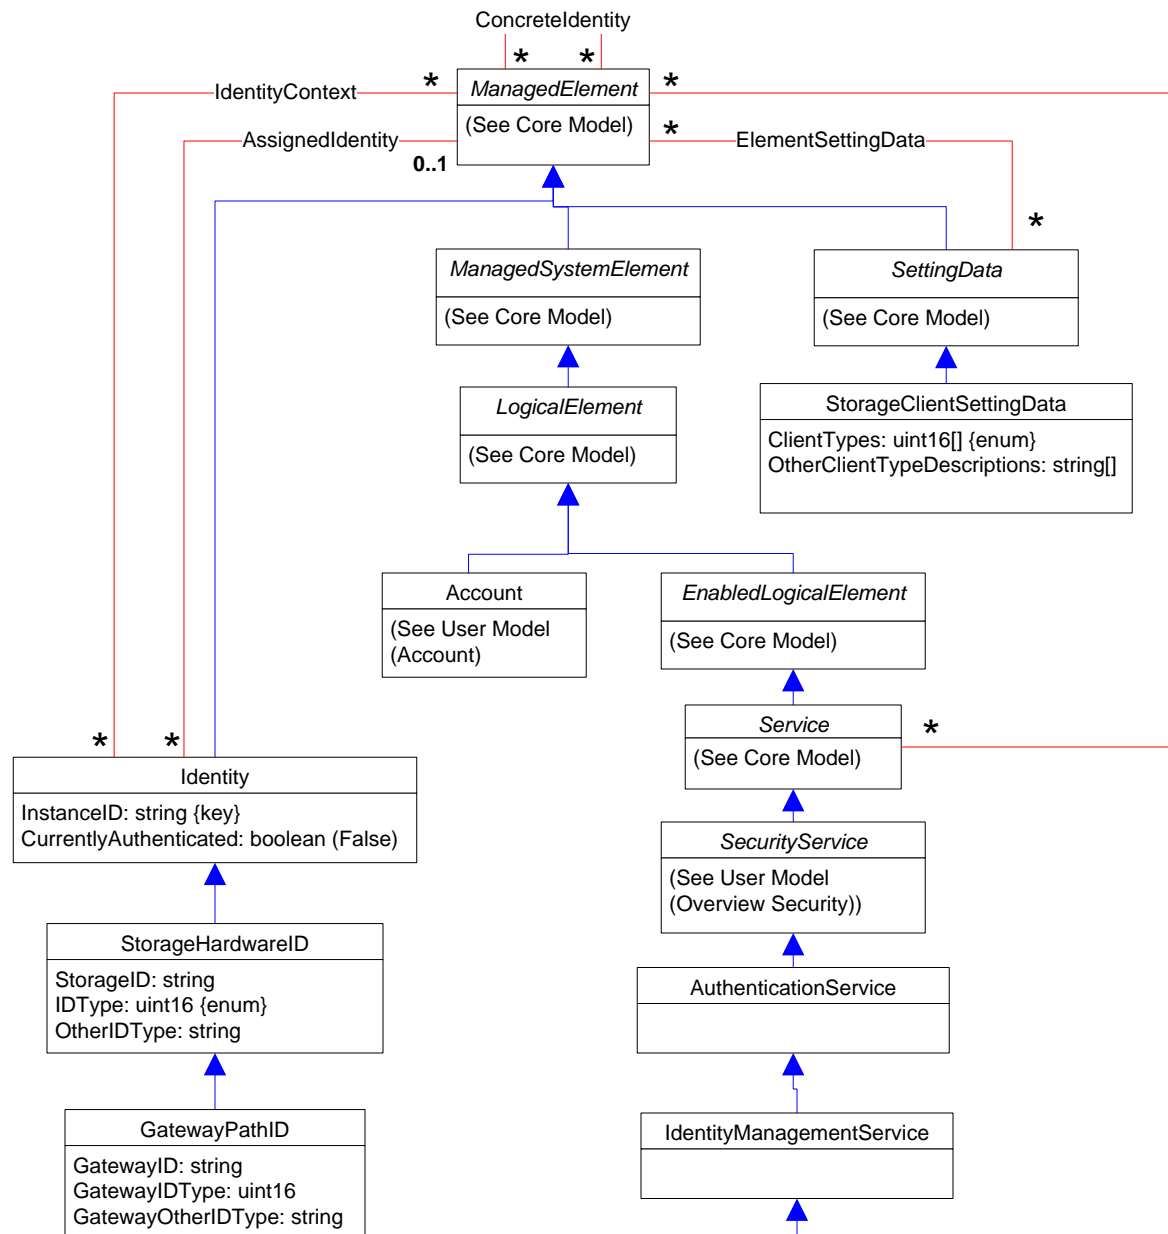 ConcreteIdentity
* *
ManagedElement
(See Core Model)
IdentityContext
*
*
AssignedIdentity
0..1
*
ElementSettingData
*
ManagedSystemElement
(See Core Model)
SettingData
(See Core Model)
LogicalElement
(See Core Model)
StorageClientSettingData
ClientTypes: uint16[] {enum}
OtherClientTypeDescriptions: string[]
Account
(See User Model
(Account)
EnabledLogicalElement
(See Core Model)
Service
(See Core Model)
*
* *
Identity
InstanceID: string {key}
CurrentlyAuthenticated: boolean (False)
SecurityService
(See User Model
(Overview Security))
StorageHardwareID
StorageID: string
IDType: uint16 {enum}
OtherIDType: string
AuthenticationService
GatewayPathID
GatewayID: string
GatewayIDType: uint16
GatewayOtherIDType: string
IdentityManagementService